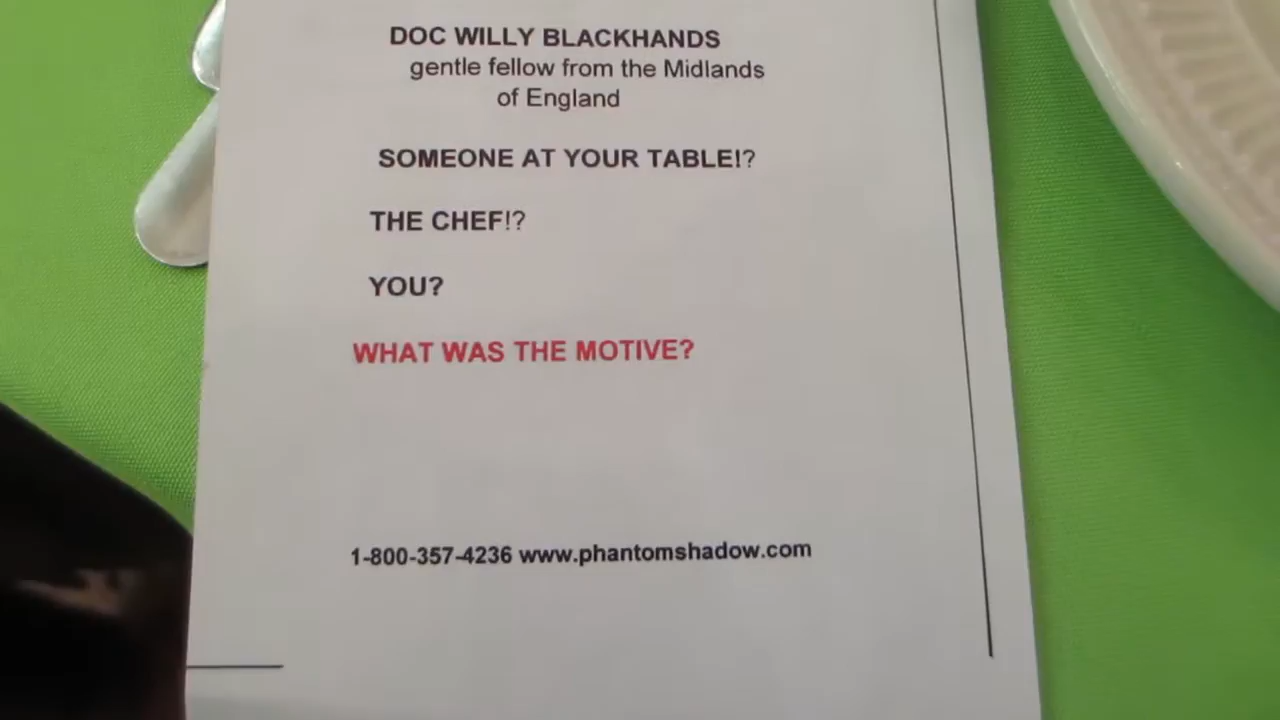 DOC WILLY BLACKHANDS
gentle fellow from the Midlands
of England
SOMEONE AT YOUR TABLE!?
THE CHEF!?
YOU?
WHAT WAS THE MOTIVE?
1-800-357-4236 www.phantomshadow.com